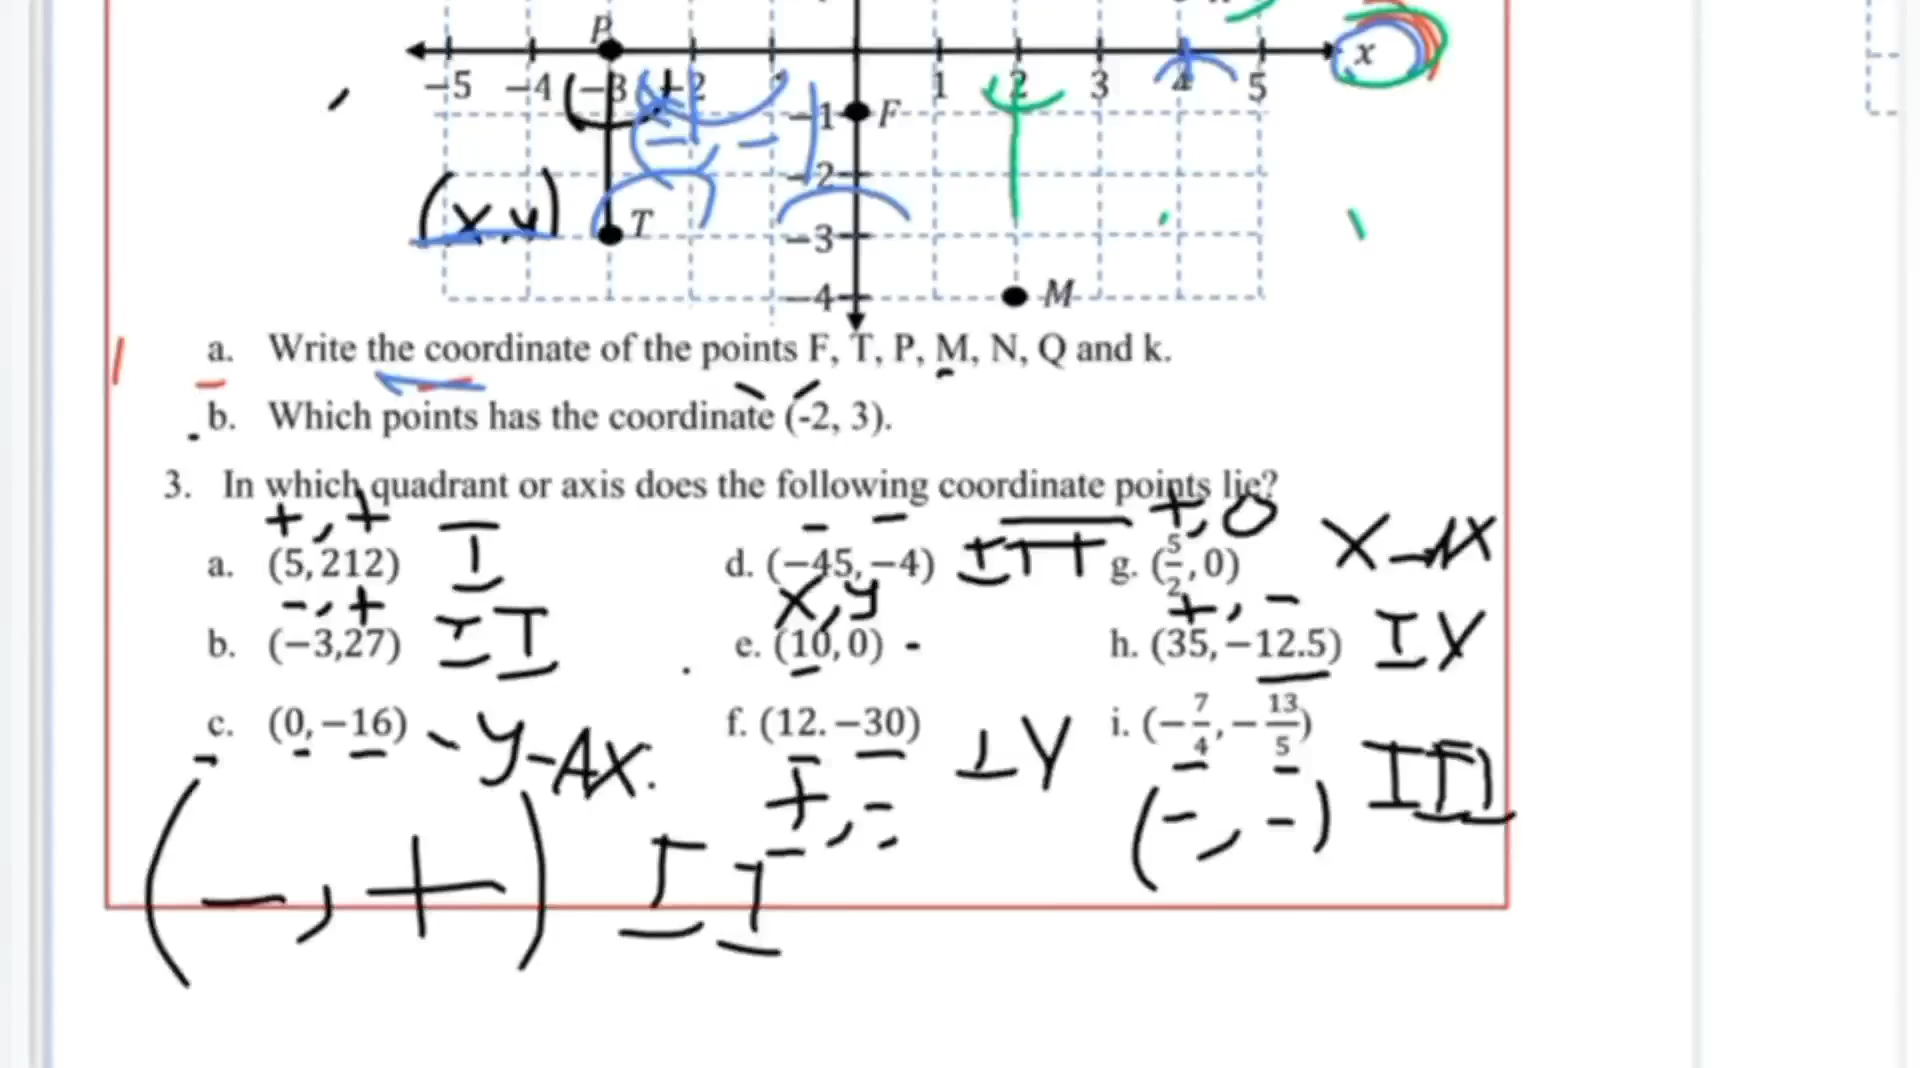 P
x
−5 −4 (−3 −2 1 2 3 4 5
−1 F
−2
(x,y) T
−3
−4 M
a. Write the coordinate of the points F, T, P, M, N, Q and k.
b. Which points has the coordinate (-2, 3).
3. In which quadrant or axis does the following coordinate points lie?
+,+ − − +,0
a. (5,212) I d. (−45,−4) III g. (5/2,0) X-AX
−,+ x,y +,−
b. (−3,27) II e. (10,0) - h. (35,−12.5) IV
c. (0,−16) - Y-AX. f. (12.−30) IV i. (−7/4,−13/5) III
+,− (−,−)
(−,+) II